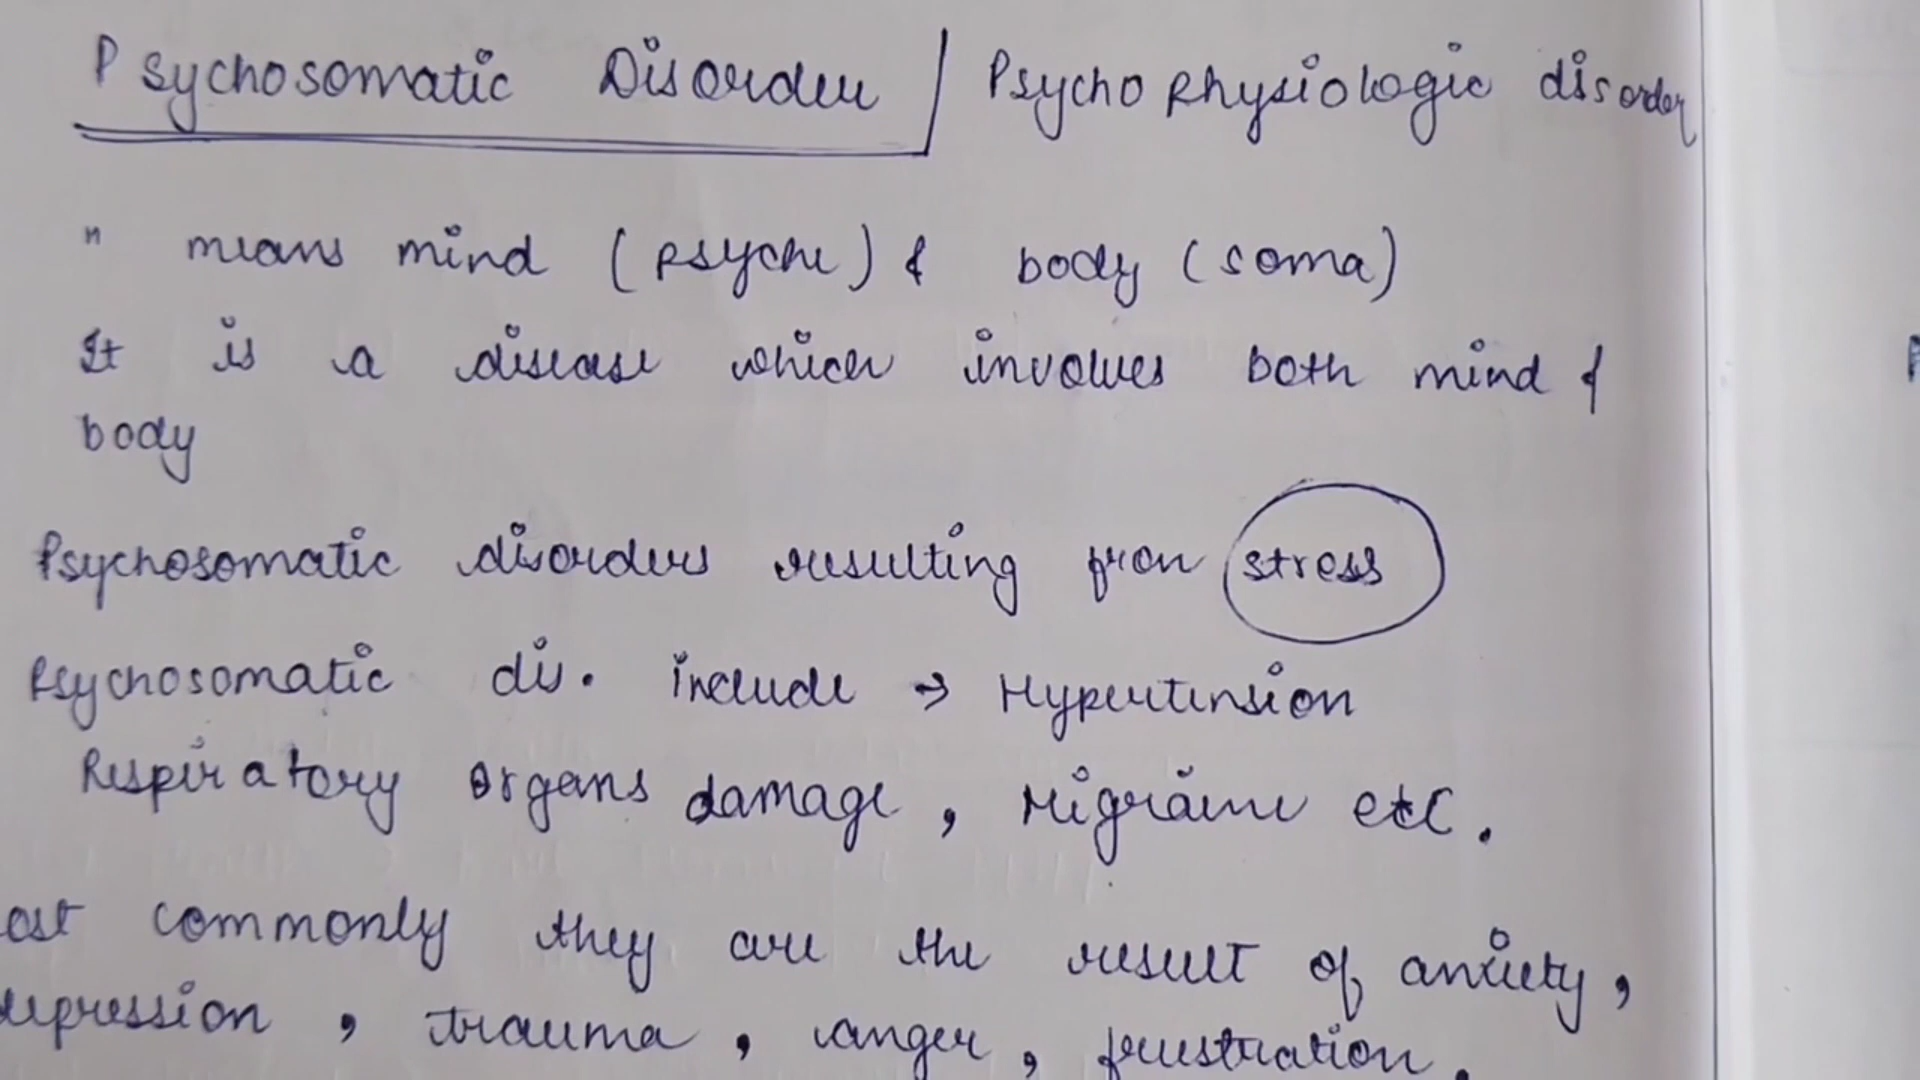 Psychosomatic Disorder / Psychophysiologic disorder
" means mind (psyche) & body (soma)
It is a disease which involves both mind &
body
Psychosomatic disorders resulting from stress
Psychosomatic dis. include → Hypertension
Respiratory organs damage, Migraine etc.
ost commonly they are the result of anxiety,
depression, trauma, anger, frustration.